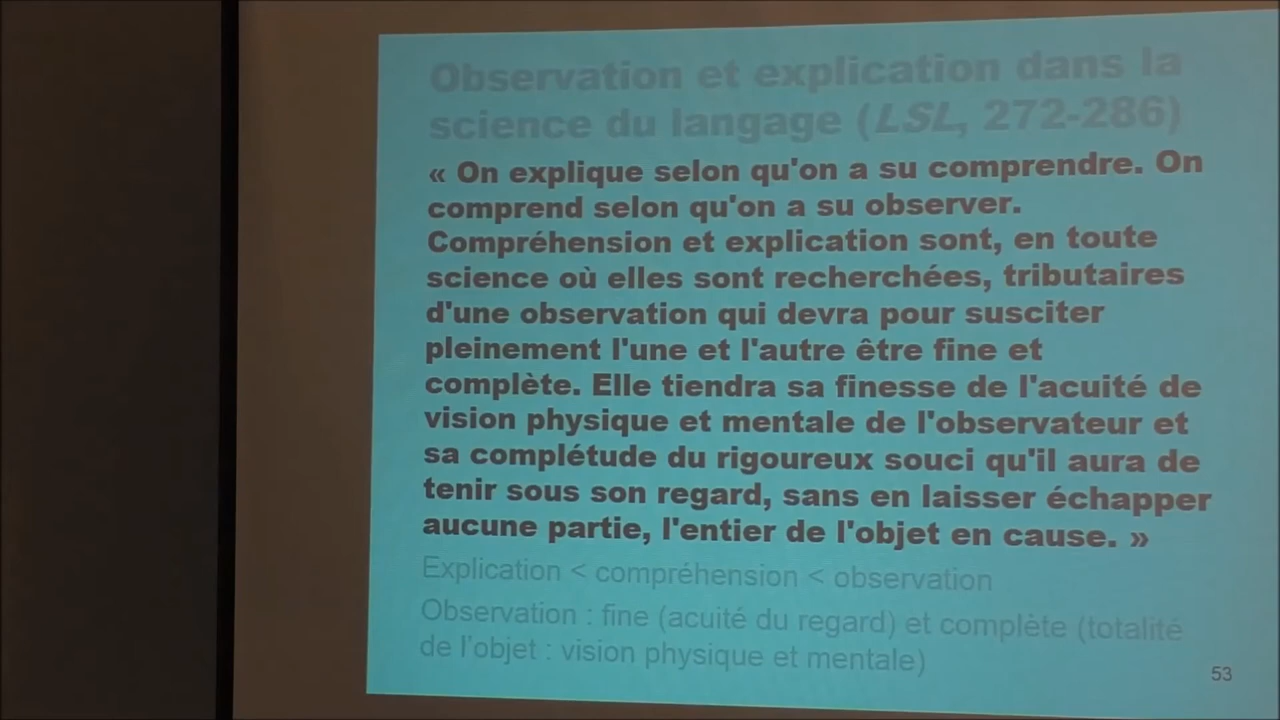 Observation et explication dans la
science du langage (LSL, 272-286)
« On explique selon qu'on a su comprendre. On
comprend selon qu'on a su observer.
Compréhension et explication sont, en toute
science où elles sont recherchées, tributaires
d'une observation qui devra pour susciter
pleinement l'une et l'autre être fine et
complète. Elle tiendra sa finesse de l'acuité de
vision physique et mentale de l'observateur et
sa complétude du rigoureux souci qu'il aura de
tenir sous son regard, sans en laisser échapper
aucune partie, l'entier de l'objet en cause. »
Explication < compréhension < observation
Observation : fine (acuité du regard) et complète (totalité
de l'objet : vision physique et mentale)
53